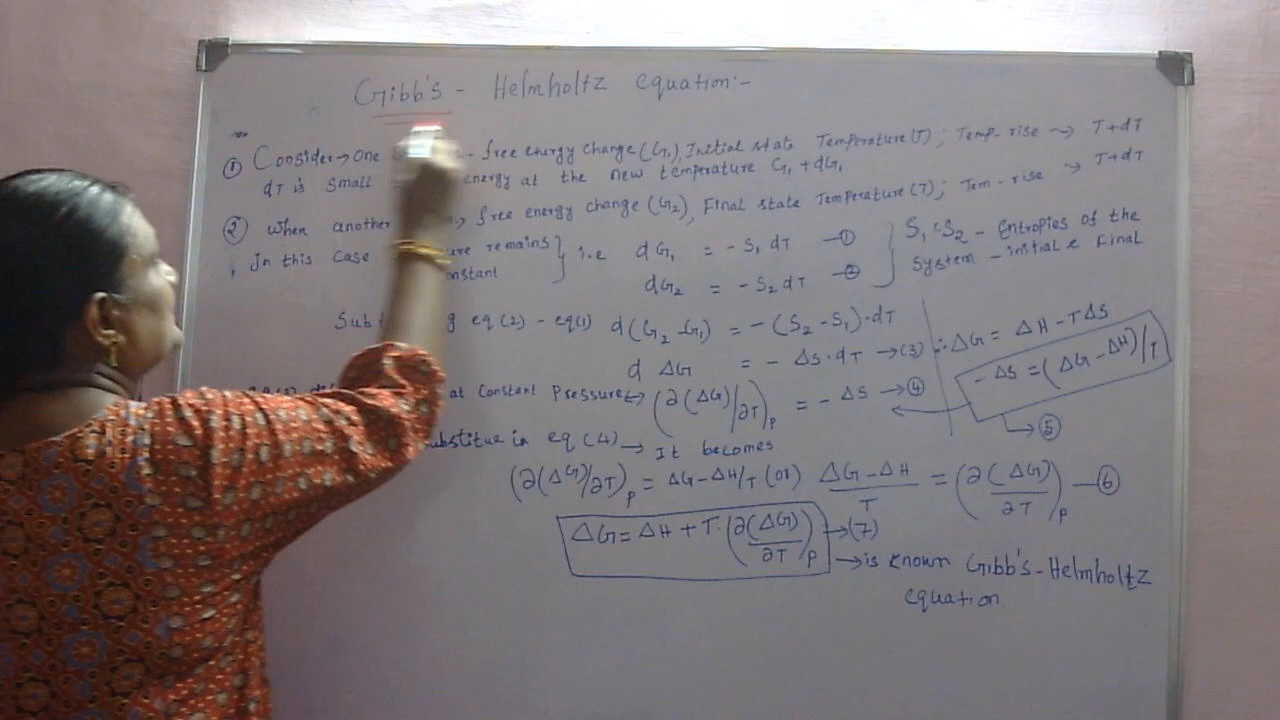 Gibb's - Helmholtz equation:-
① Consider → One - free energy change (G₁), Initial state Temperature (T); Temp- rise ⤳ T+dT
dT is small energy at the new temperature G₁ + dG₁
② When another free energy change (G₂), Final state Temperature (T); Tem-rise → T+dT
In this case remains } i.e dG₁ = - S₁ dT —①
dG₂ = - S₂ dT —②
S₁ & S₂ - Entropies of the
System - initial & Final
eq (2) - eq(1) d(G₂ - G₁) = -(S₂ - S₁)·dT
d ΔG = - ΔS·dT →(3)
∴ ΔG = ΔH - TΔS
- ΔS = (ΔG - ΔH)/T
→⑤
at Constant Pressure (∂(ΔG)/∂T)p = - ΔS →④
in eq (4) → It becomes
(∂(ΔG)/∂T)p = ΔG-ΔH/T (or) ΔG-ΔH/T = (∂(ΔG)/∂T)p —⑥
ΔG = ΔH + T·(∂(ΔG)/∂T)p →(7)
→ is known Gibb's-Helmholtz
equation